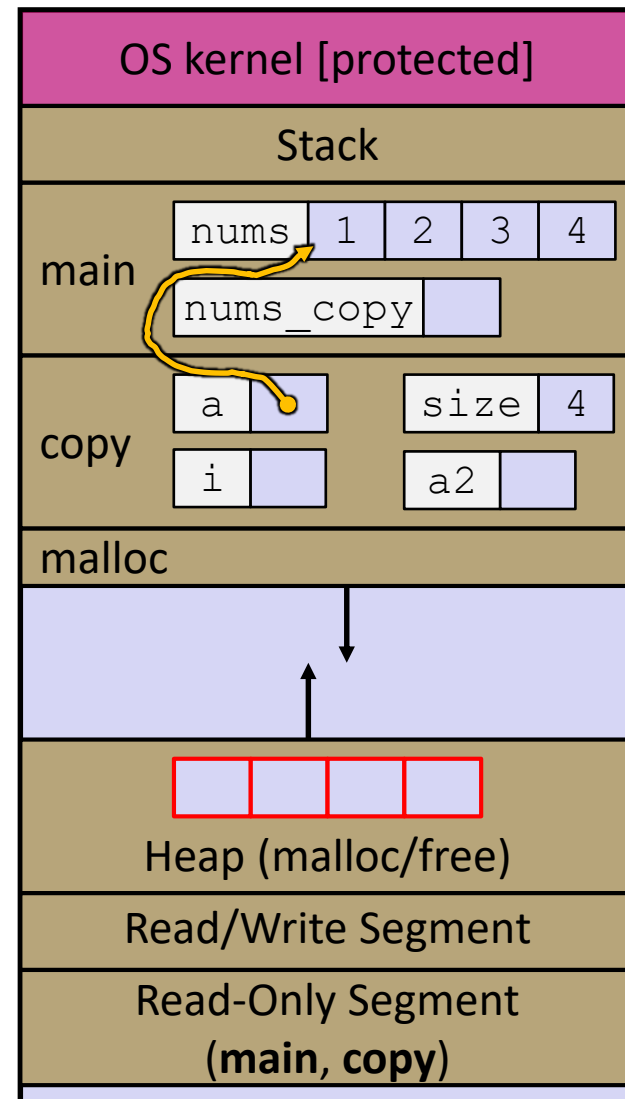 OS kernel [protected]
Stack
main
nums 1 2 3 4
nums_copy
copy
a size 4
i a2
malloc
Heap (malloc/free)
Read/Write Segment
Read-Only Segment
(main, copy)